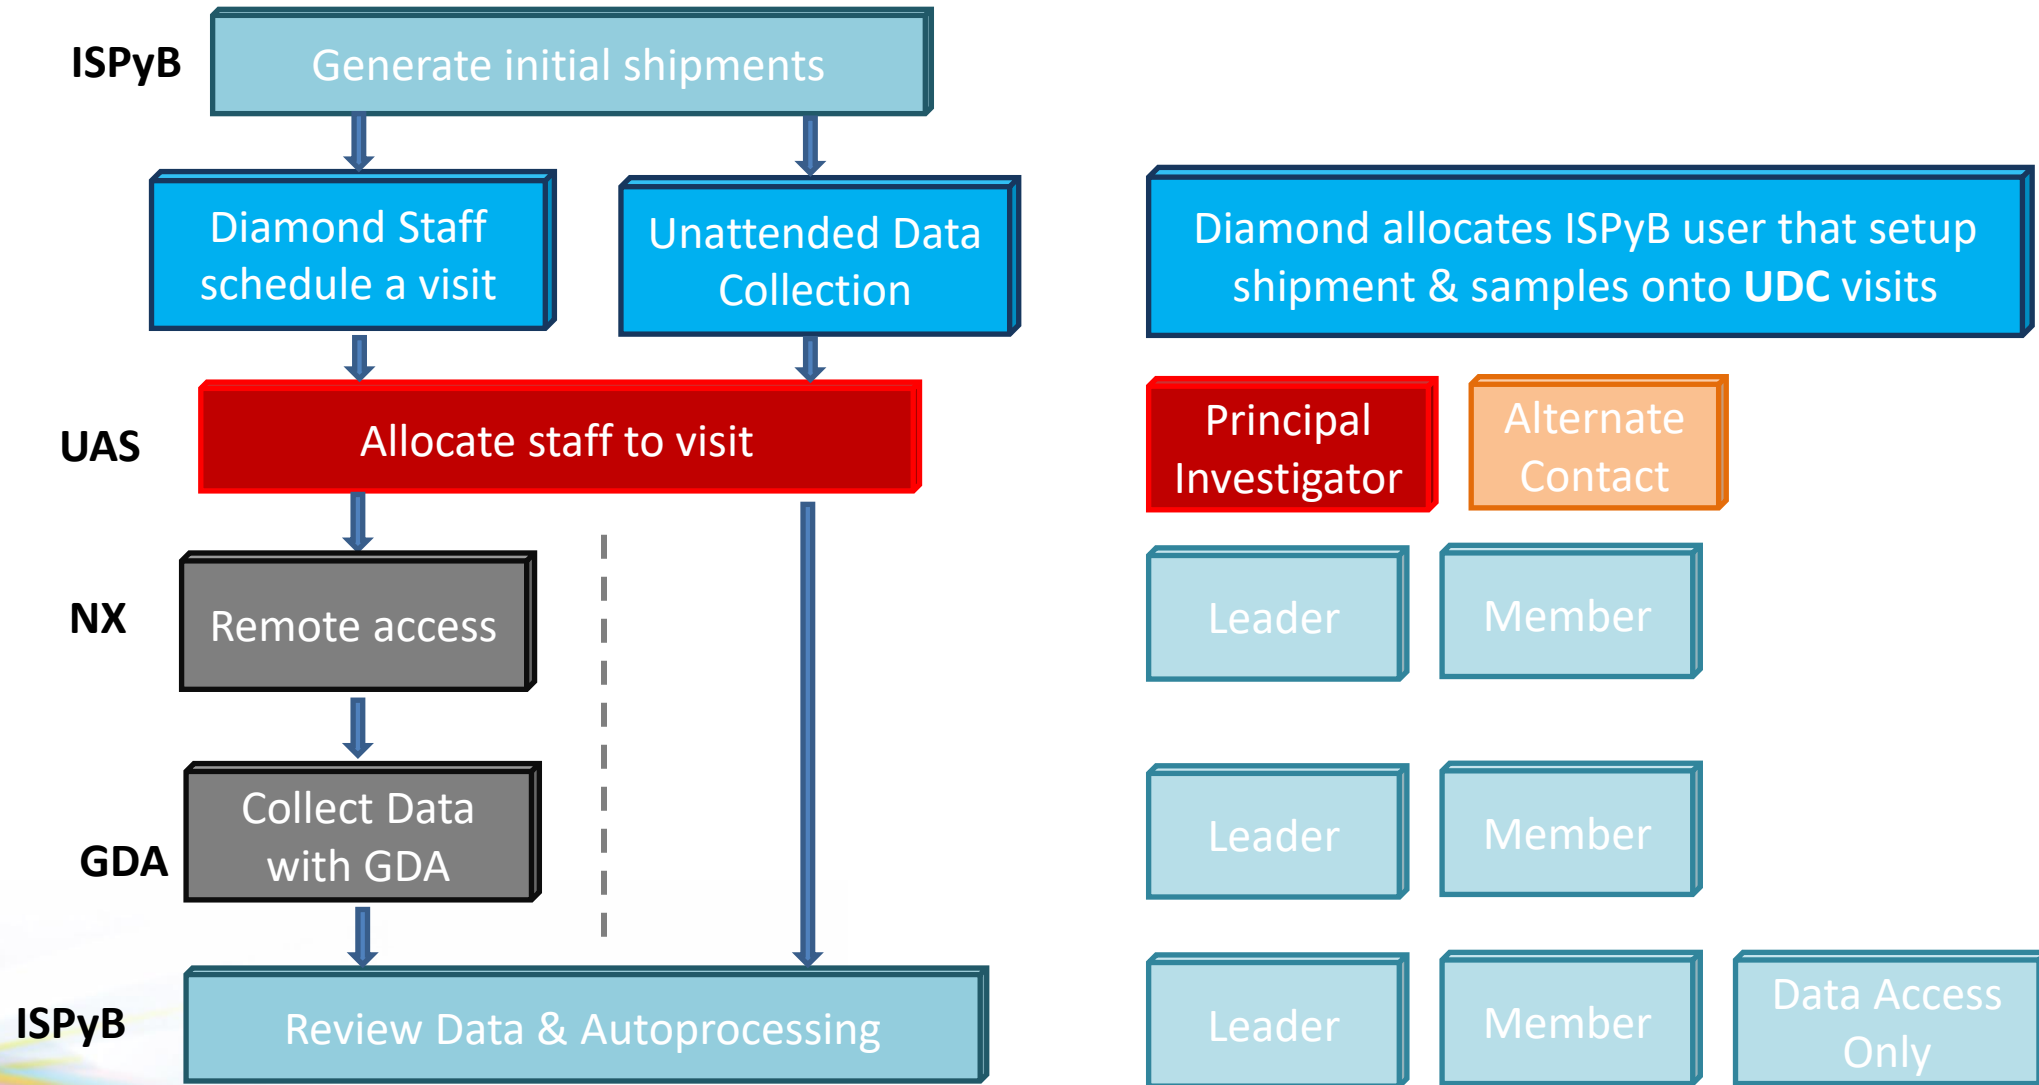 ISPyB
Generate initial shipments
Diamond Staff
schedule a visit
Unattended Data
Collection
Diamond allocates ISPyB user that setup
shipment & samples onto UDC visits
UAS
Allocate staff to visit
Principal
Investigator
Alternate
Contact
NX
Remote access
Leader
Member
GDA
Collect Data
with GDA
Leader
Member
ISPyB
Review Data & Autoprocessing
Leader
Member
Data Access
Only